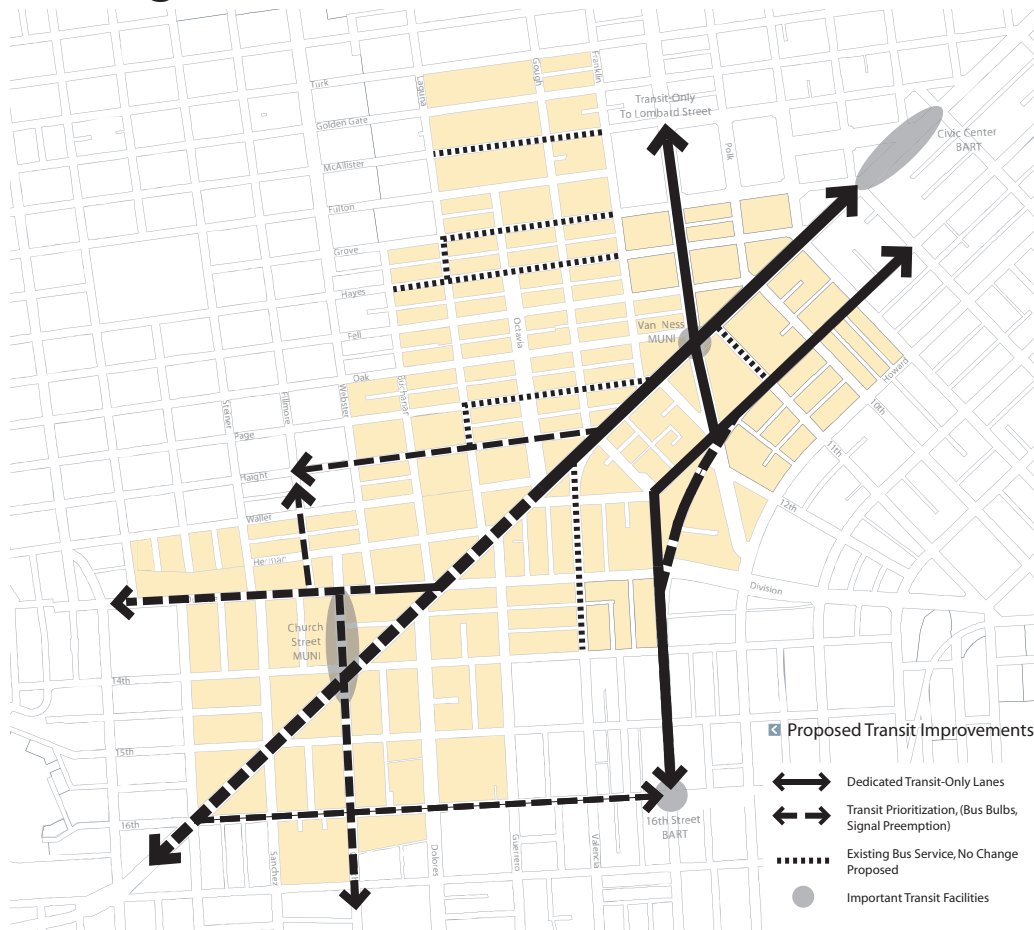 Turk
Laguna
Gough
Franklin
Transit-Only
To Lombard Street
Golden Gate
Polk
Civic Center
BART
McAllister
Fulton
Grove
Hayes
Octavia
Van Ness
MUNI
Fell
Oak
Buchanan
Webster
Fillmore
Steiner
Howard
10th
Page
11th
Haight
12th
Waller
Herman
Division
Church
Street
MUNI
14th
15th
16th
Sanchez
Dolores
Guerrero
Valencia
16th Street
BART
Proposed Transit Improvements
Dedicated Transit-Only Lanes
Transit Prioritization, (Bus Bulbs,
Signal Preemption)
Existing Bus Service, No Change
Proposed
Important Transit Facilities